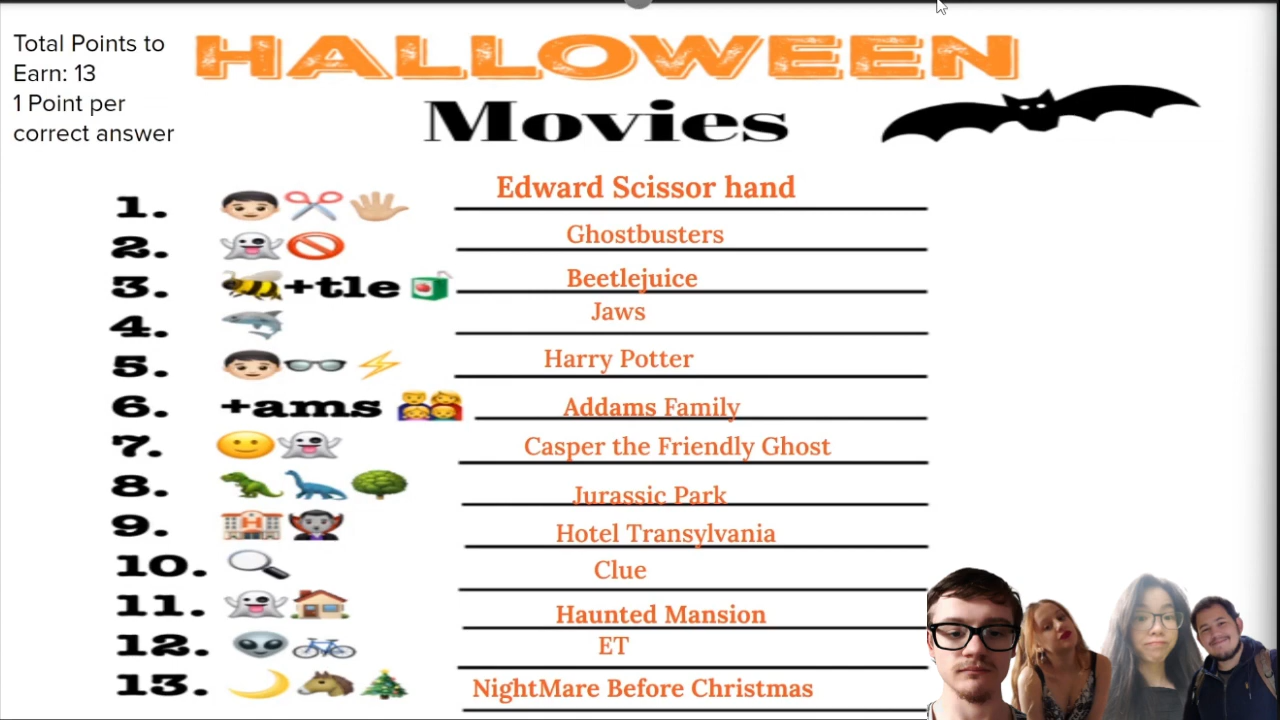 Total Points to
Earn: 13
1 Point per
correct answer
HALLOWEEN
Movies
1. Edward Scissor hand
2. Ghostbusters
3. +tle Beetlejuice
4. Jaws
5. Harry Potter
6. +ams Addams Family
7. Casper the Friendly Ghost
8. Jurassic Park
9. H Hotel Transylvania
10. Clue
11. Haunted Mansion
12. ET
13. NightMare Before Christmas